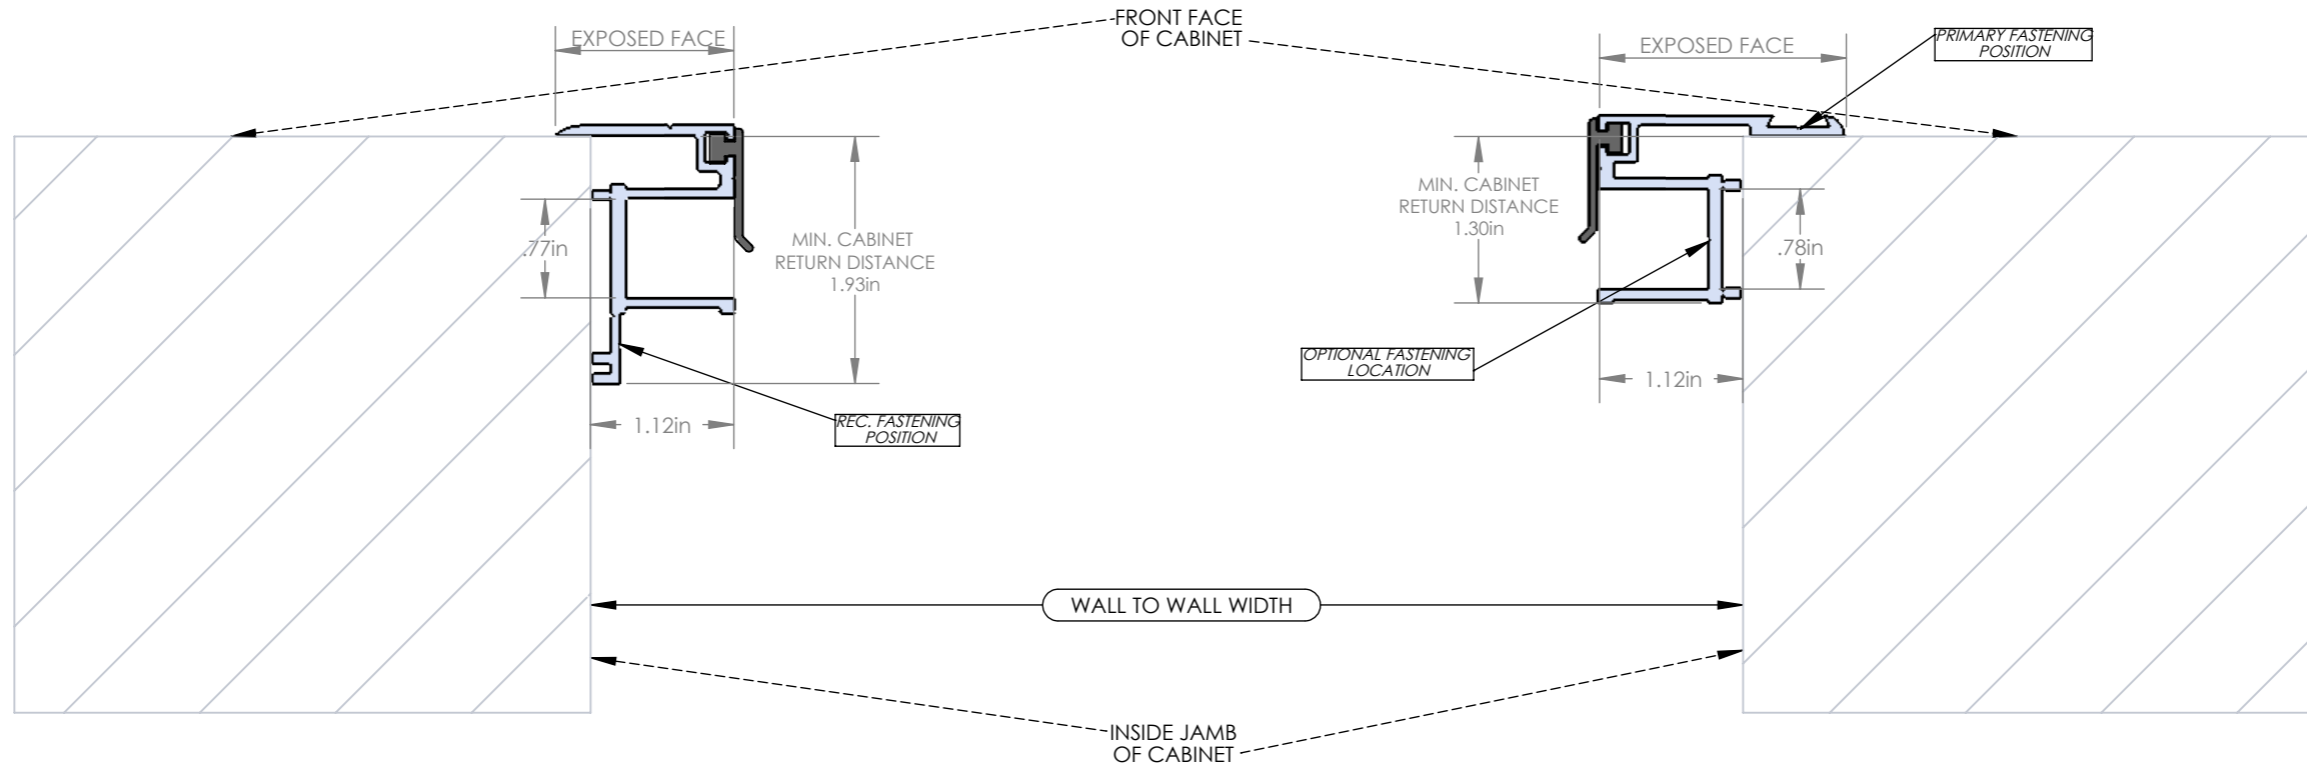 FRONT FACE
OF CABINET
EXPOSED FACE
EXPOSED FACE
PRIMARY FASTENING
POSITION
MIN. CABINET
RETURN DISTANCE
1.30in
.77in
MIN. CABINET
RETURN DISTANCE
1.93in
.78in
OPTIONAL FASTENING
LOCATION
1.12in
1.12in
REC. FASTENING
POSITION
WALL TO WALL WIDTH
INSIDE JAMB
OF CABINET